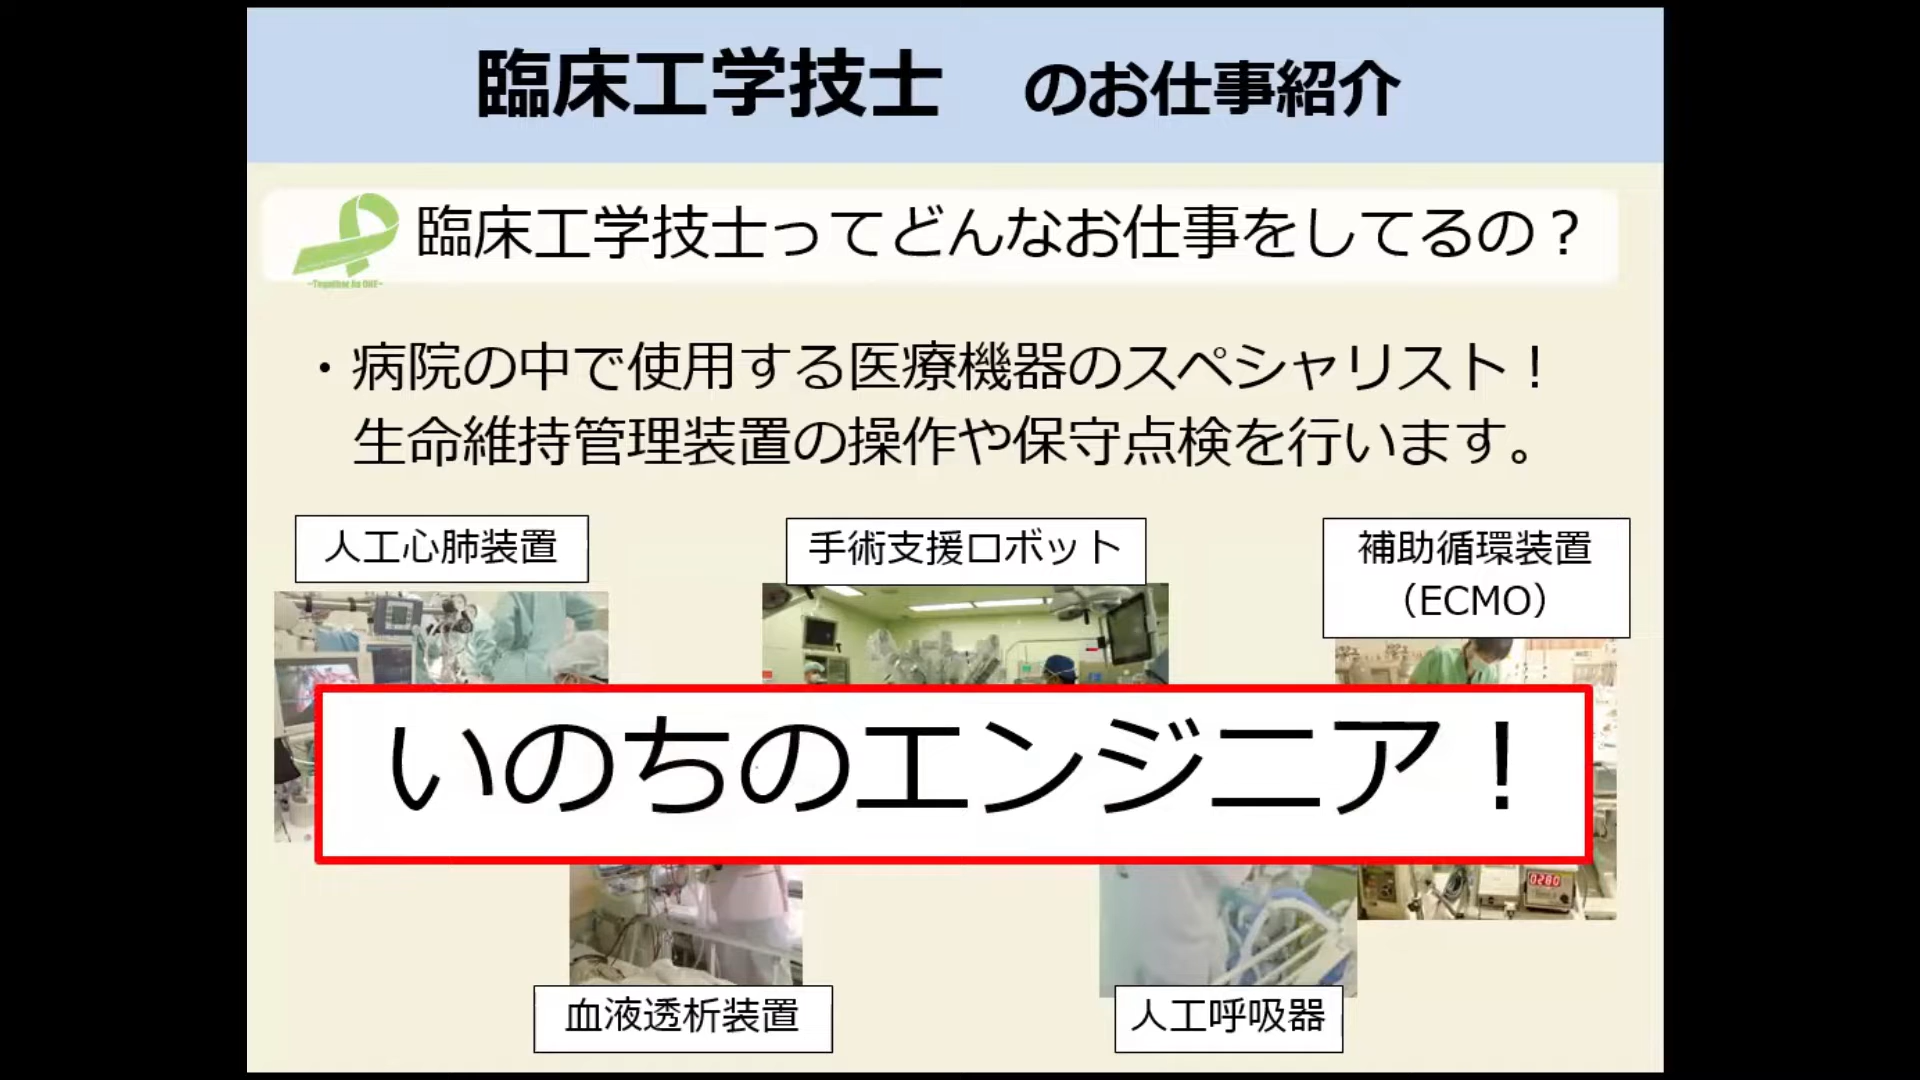 臨床工学技士　のお仕事紹介
~Together As ONE~
臨床工学技士ってどんなお仕事をしてるの？
・病院の中で使用する医療機器のスペシャリスト！
生命維持管理装置の操作や保守点検を行います。
人工心肺装置
手術支援ロボット
補助循環装置
（ECMO）
いのちのエンジニア！
0280
血液透析装置
人工呼吸器